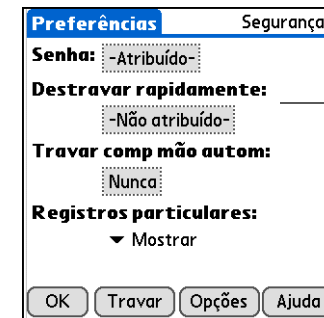 Preferências Segurança
Senha: -Atribuído-
Destravar rapidamente:
-Não atribuído-
Travar comp mão autom:
Nunca
Registros particulares:
Mostrar
OK Travar Opções Ajuda